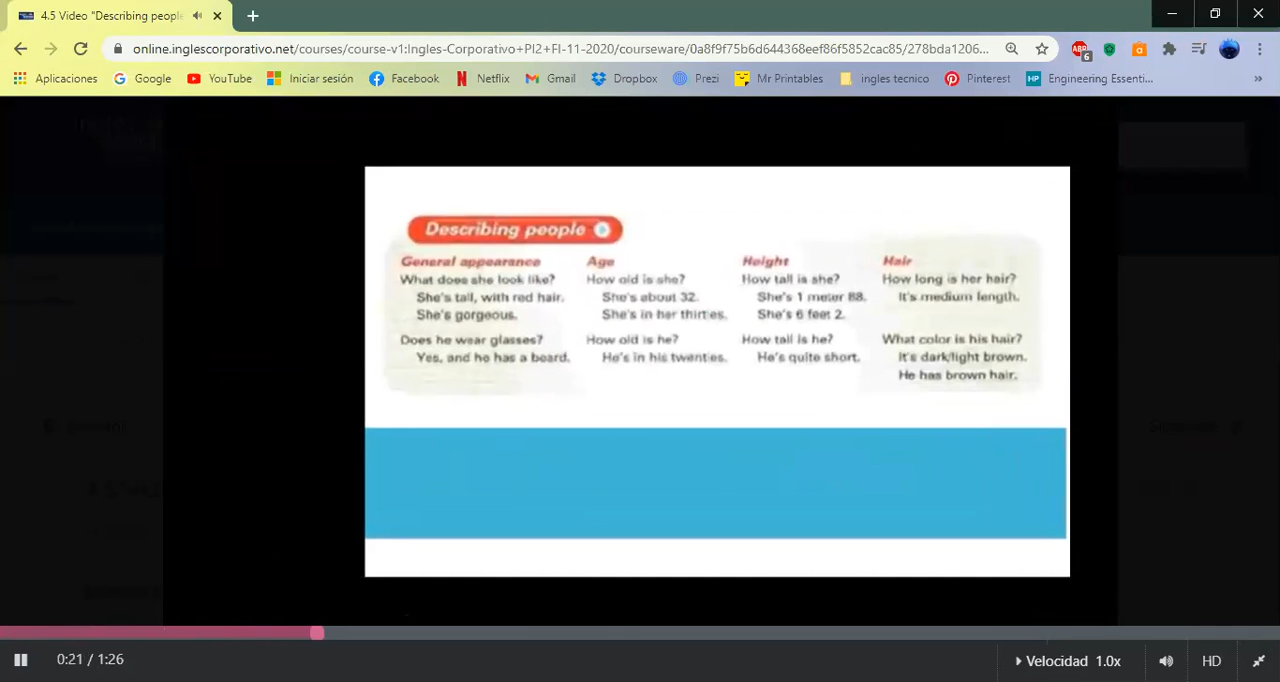 4.5 Video "Describing people
online.inglescorporativo.net/courses/course-v1:Ingles-Corporativo+PI2+FI-11-2020/courseware/0a8f9f75b6d644368eef86f5852cac85/278bda1206...
ABP
6
Aplicaciones
Google
YouTube
Iniciar sesión
Facebook
Netflix
Gmail
Dropbox
Prezi
Mr Printables
ingles tecnico
Pinterest
HP
Engineering Essenti...
Describing people
General appearance
What does she look like?
She's tall, with red hair.
She's gorgeous.
Does he wear glasses?
Yes, and he has a beard.
Age
How old is she?
She's about 32.
She's in her thirties.
How old is he?
He's in his twenties.
Height
How tall is she?
She's 1 meter 88.
She's 6 feet 2.
How tall is he?
He's quite short.
Hair
How long is her hair?
It's medium length.
What color is his hair?
It's dark/light brown.
He has brown hair.
0:21 / 1:26
Velocidad 1.0x
HD